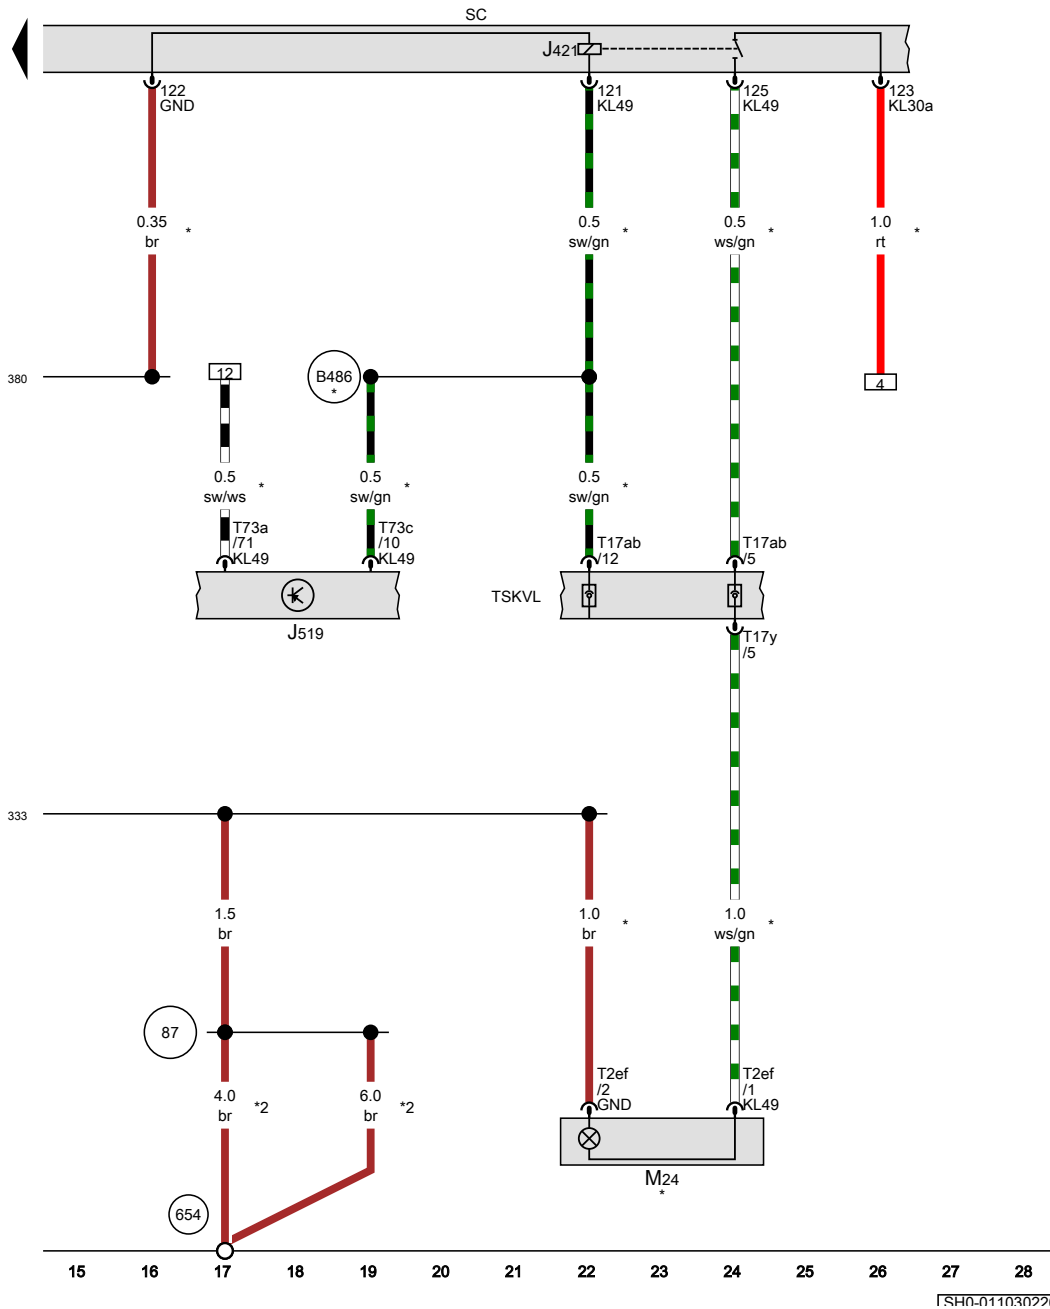 SC
J421
122
GND
121
KL49
125
KL49
123
KL30a
0.35
br
*
0.5
sw/gn
*
0.5
ws/gn
*
1.0
rt
*
380
12
B486
*
4
0.5
sw/ws
*
0.5
sw/gn
*
0.5
sw/gn
*
T73a
/71
KL49
T73c
/10
KL49
T17ab
/12
T17ab
/5
TSKVL
J519
T17y
/5
333
1.5
br
1.0
br
*
1.0
ws/gn
*
87
4.0
br
*2
6.0
br
*2
T2ef
/2
GND
T2ef
/1
KL49
M24
*
654
15 16 17 18 19 20 21 22 23 24 25 26 27 28